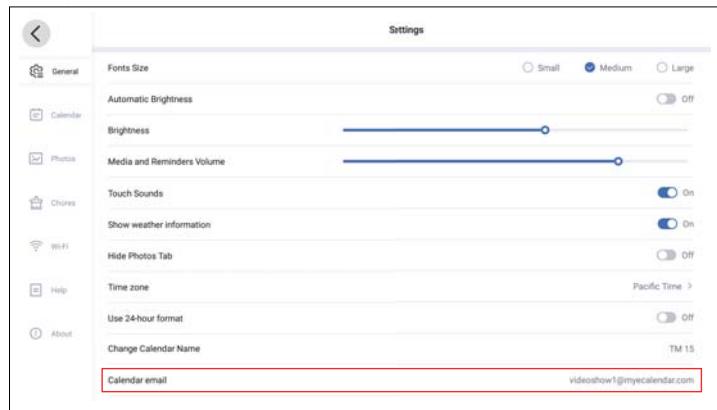 Srttings
General
Fonts Size Small Medium Large
Automatic Brightness Off
Calendar
Brightness
Photos
Media and Reminders Volume
Touch Sounds On
Chores
Show weather information On
Wi-Fi
Hide Photos Tab Off
Help
Time zone Pacific Time >
Use 24-hour format Off
About
Change Calendar Name TM 15
Calendar email videoshow1@myecalendar.com